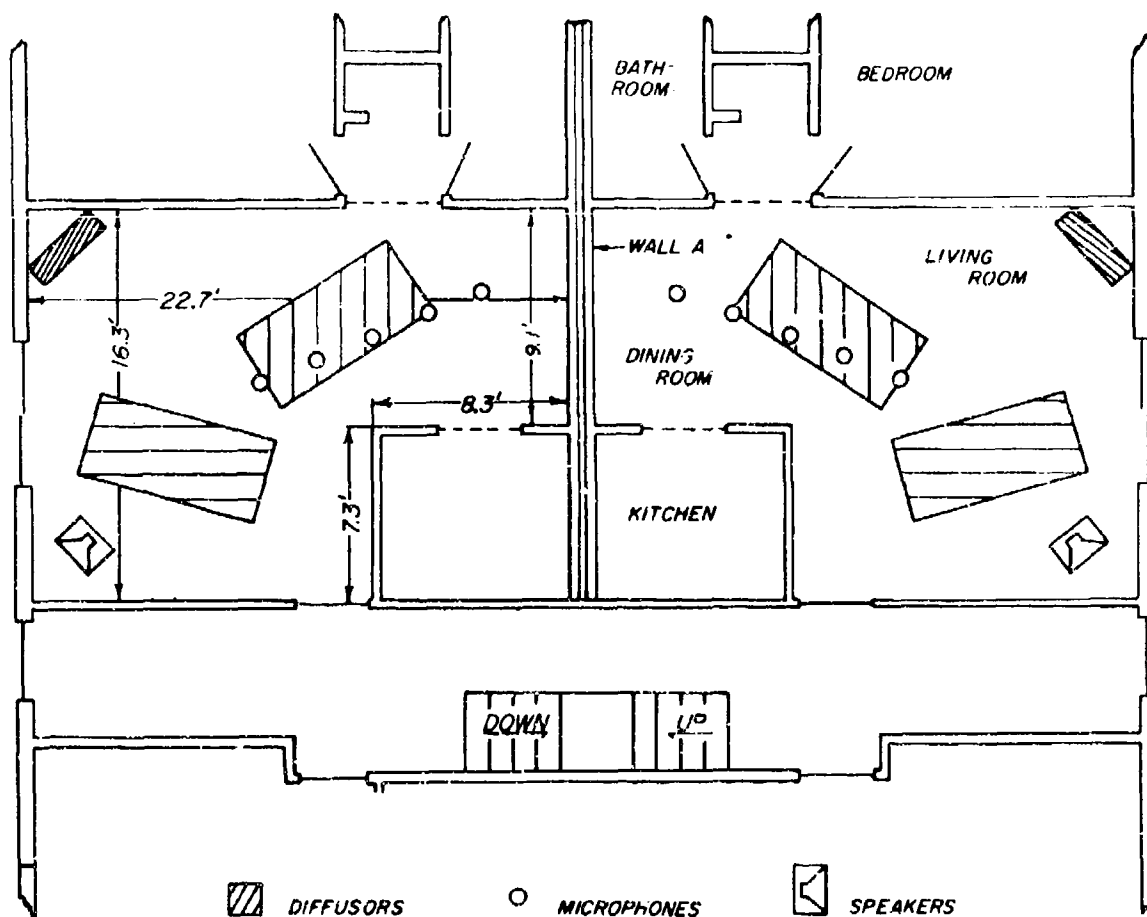 BATH-
ROOM
BEDROOM
WALL A
LIVING
ROOM
22.7'
16.3'
9.1'
DINING
ROOM
8.3'
7.3'
KITCHEN
DOWN
UP
DIFFUSORS
MICROPHONES
SPEAKERS